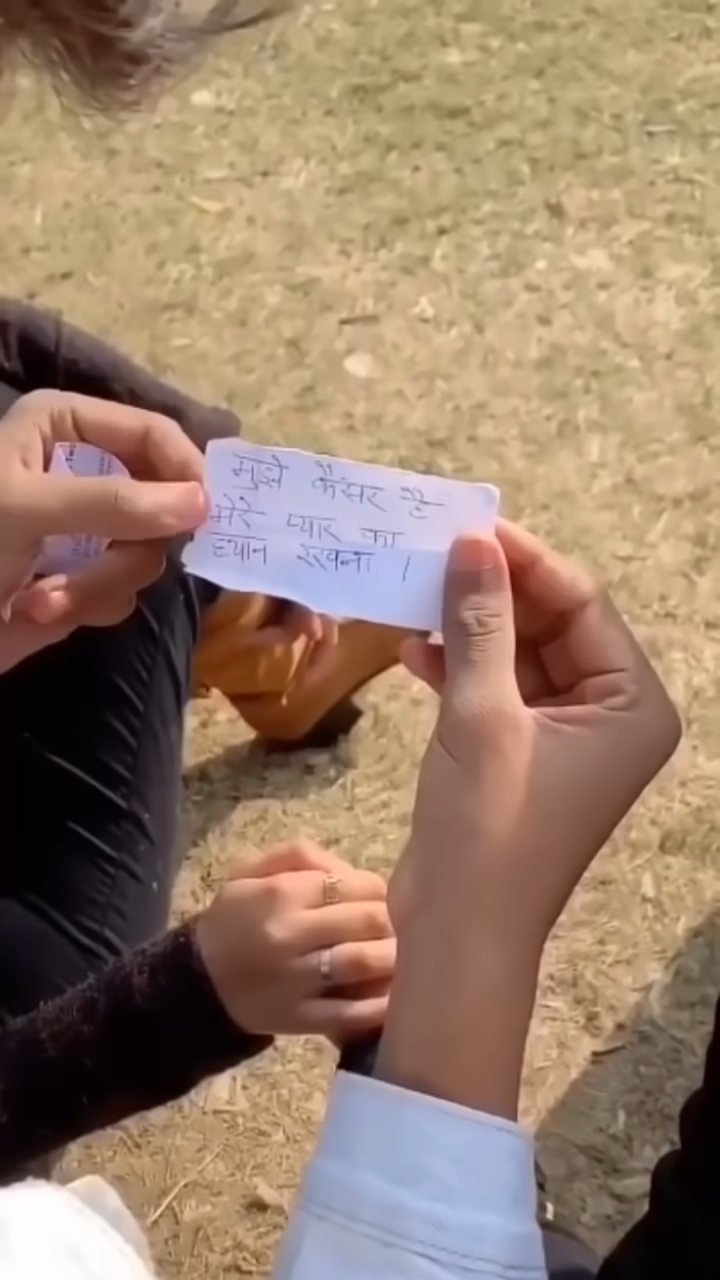 मुझे कैंसर है
मेरे प्यार का
ध्यान रखना ।